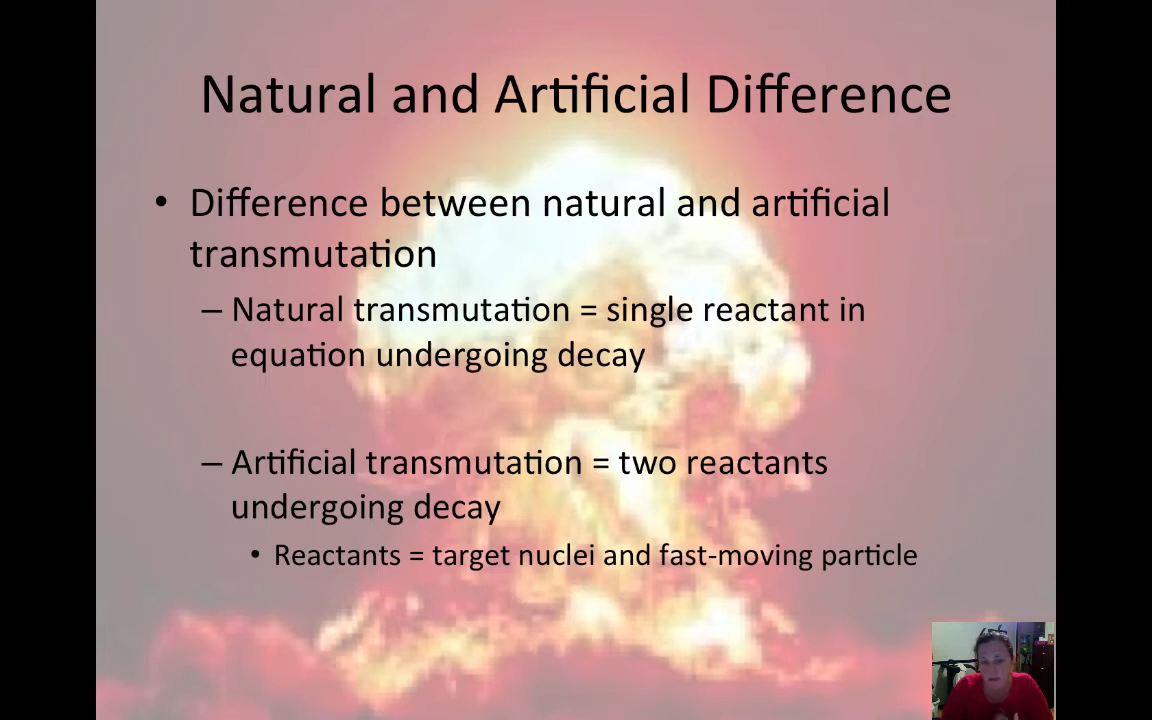 Natural and Artificial Difference
• Difference between natural and artificial
transmutation
– Natural transmutation = single reactant in
equation undergoing decay
– Artificial transmutation = two reactants
undergoing decay
• Reactants = target nuclei and fast-moving particle